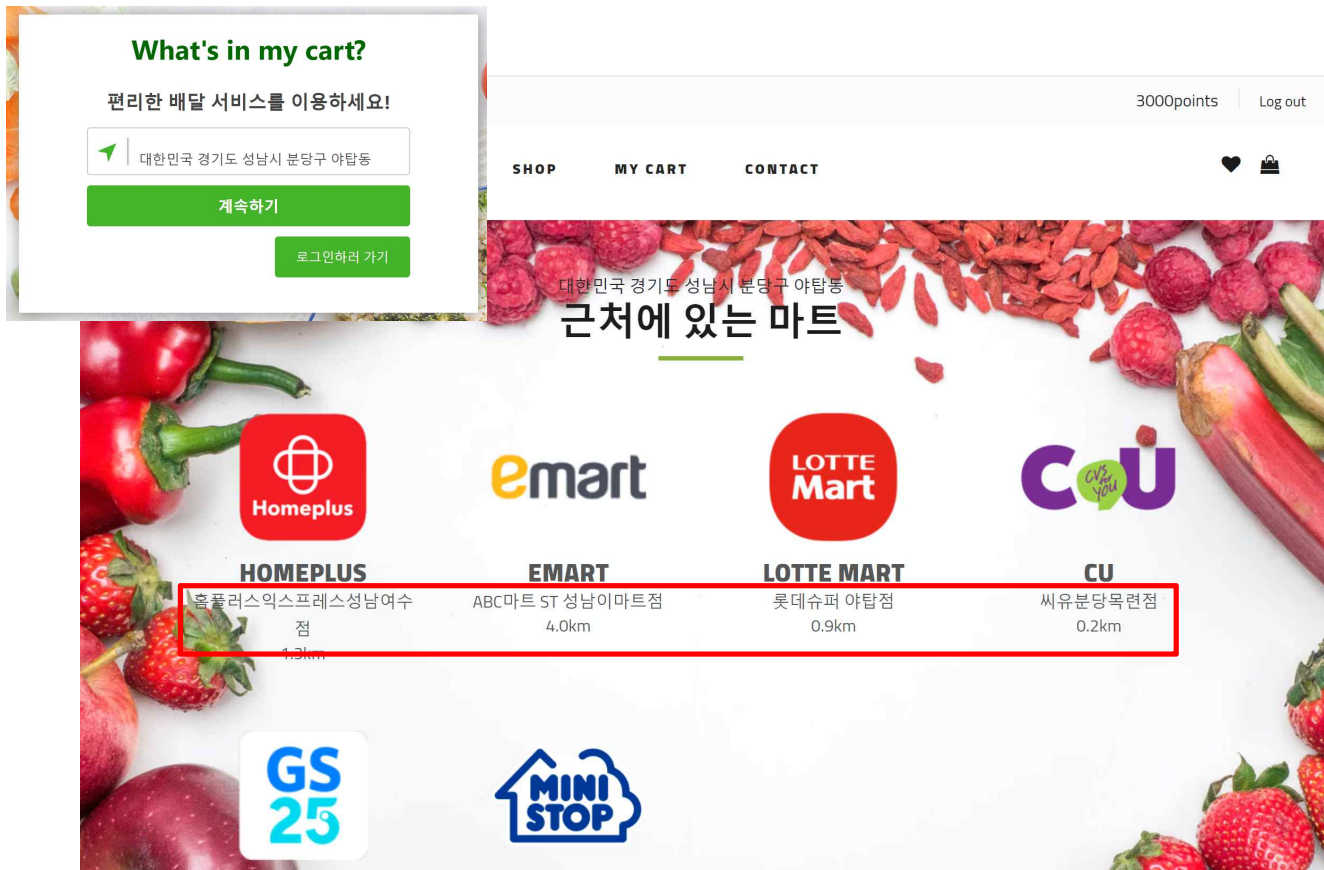 What's in my cart?
편리한 배달 서비스를 이용하세요!
대한민국 경기도 성남시 분당구 야탑동
계속하기
로그인하러 가기
3000points
Log out
SHOP
MY CART
CONTACT
대한민국 경기도 성남시 분당구 야탑동
근처에 있는 마트
Homeplus
emart
LOTTE
Mart
CU
CVS
for
YOU
HOMEPLUS
EMART
LOTTE MART
CU
홈플러스익스프레스성남여수
점
1.3km
ABC마트 ST 성남이마트점
4.0km
롯데슈퍼 야탑점
0.9km
씨유분당목련점
0.2km
GS
25
MINI
STOP